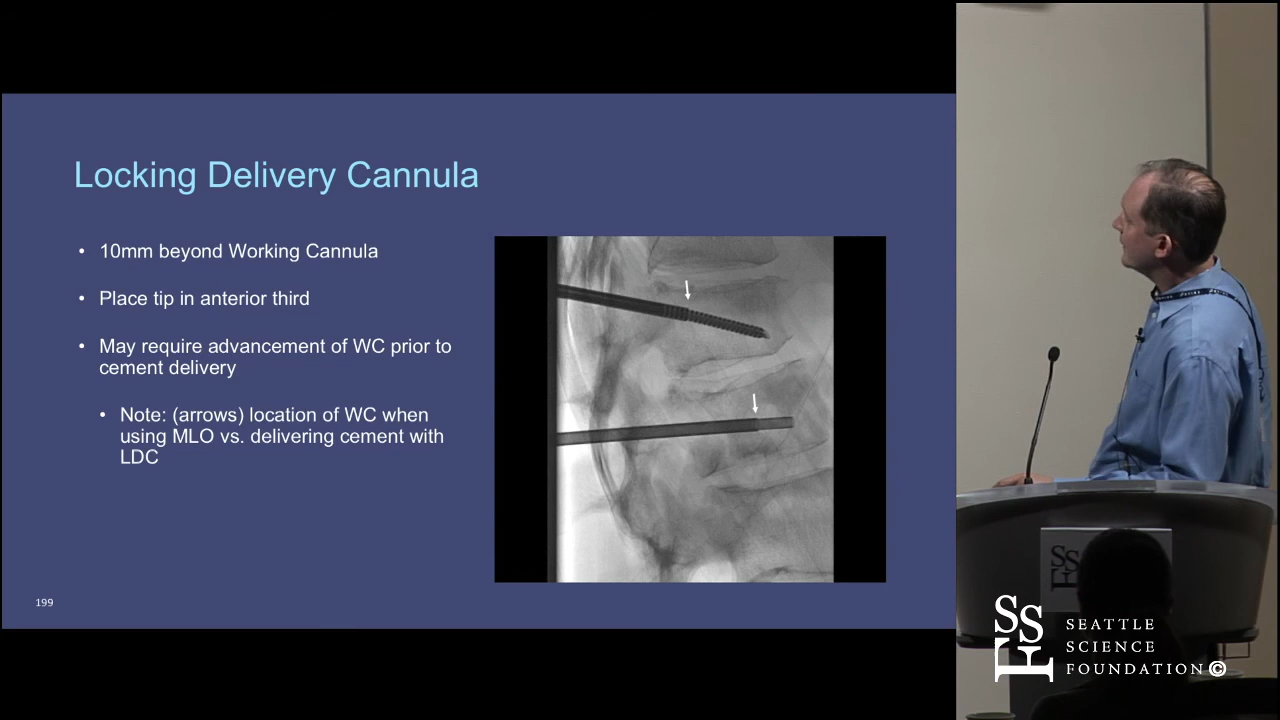 Locking Delivery Cannula
• 10mm beyond Working Cannula
• Place tip in anterior third
• May require advancement of WC prior to
cement delivery
• Note: (arrows) location of WC when
using MLO vs. delivering cement with
LDC
199
SSF
SEATTLE
SCIENCE
FOUNDATION©